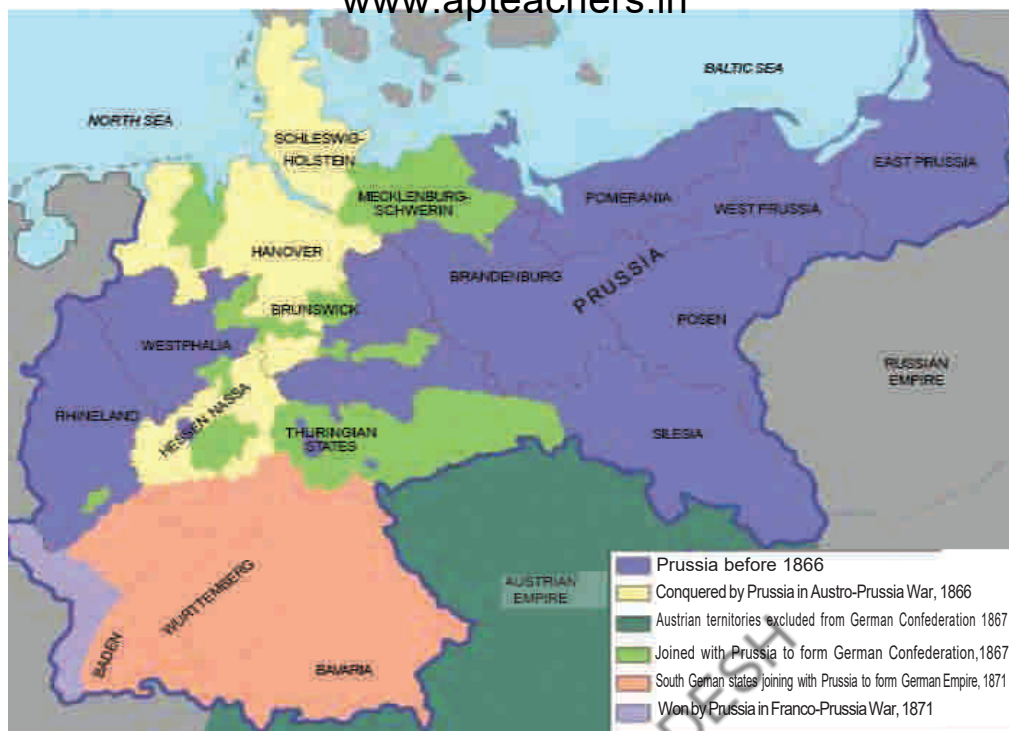 www.apteachers.in
BALTIC SEA
NORTH SEA
SCHLESWIG-
HOLSTEIN
EAST PRUSSIA
MECKLENBURG-
SCHWERIN
POMERANIA
WEST PRUSSIA
HANOVER
BRANDENBURG
PRUSSIA
BRUNSWICK
POSEN
WESTPHALIA
RUSSIAN
EMPIRE
RHINELAND
HESSEN NASSA
THURINGIAN
STATES
SILESIA
AUSTRIAN
EMPIRE
WURTTEMBERG
BADEN
BAVARIA
Prussia before 1866
Conquered by Prussia in Austro-Prussia War, 1866
Austrian territories excluded from German Confederation 1867
Joined with Prussia to form German Confederation,1867
South Geman states joining with Prussia to form German Empire, 1871
Won by Prussia in Franco-Prussia War, 1871
DESH